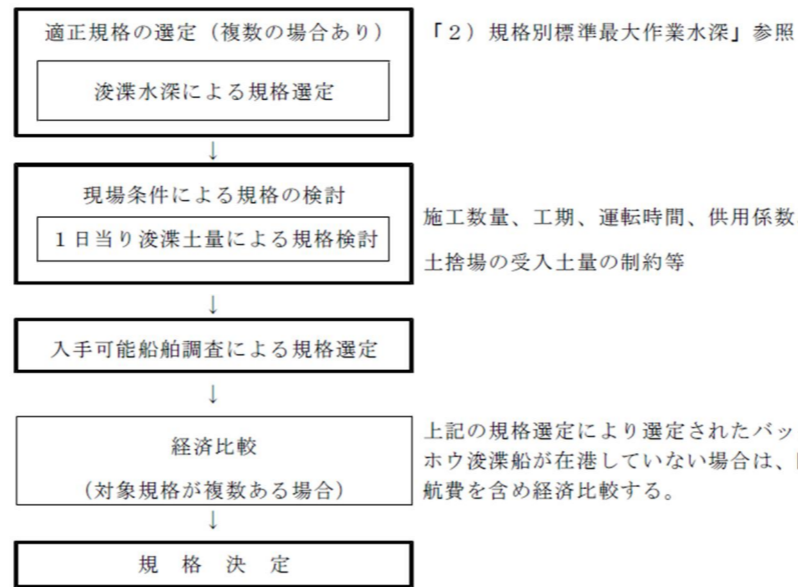 適正規格の選定（複数の場合あり）
「２）規格別標準最大作業水深」参照
浚渫水深による規格選定
↓
現場条件による規格の検討
１日当り浚渫土量による規格検討
施工数量、工期、運転時間、供用係数
土捨場の受入土量の制約等
↓
入手可能船舶調査による規格選定
↓
経済比較
（対象規格が複数ある場合）
上記の規格選定により選定されたバッ
ホウ浚渫船が在港していない場合は、
航費を含め経済比較する。
↓
規　格　決　定